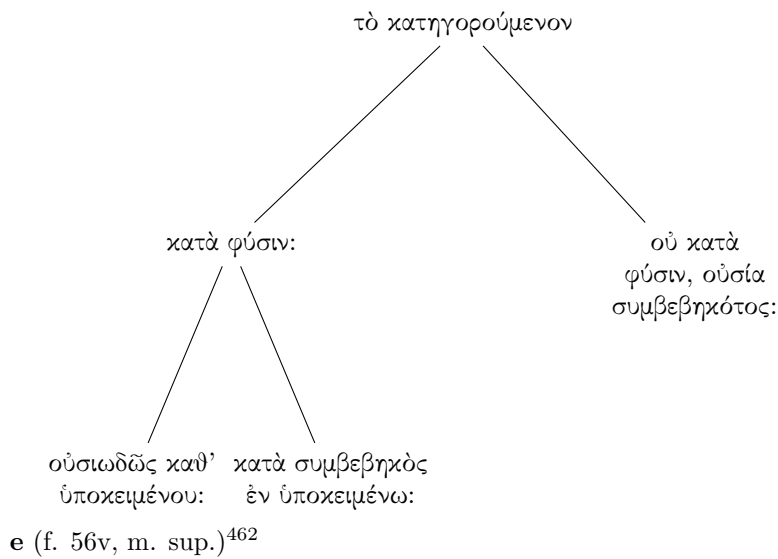 τὸ κατηγορούμενον
κατὰ φύσιν:
οὐ κατὰ
φύσιν, οὐσία
συμβεβηκότος:
οὐσιωδῶς καθ’
ὑποκειμένου:
κατὰ συμβεβηκὸς
ἐν ὑποκειμένω:
e (f. 56v, m. sup.)462